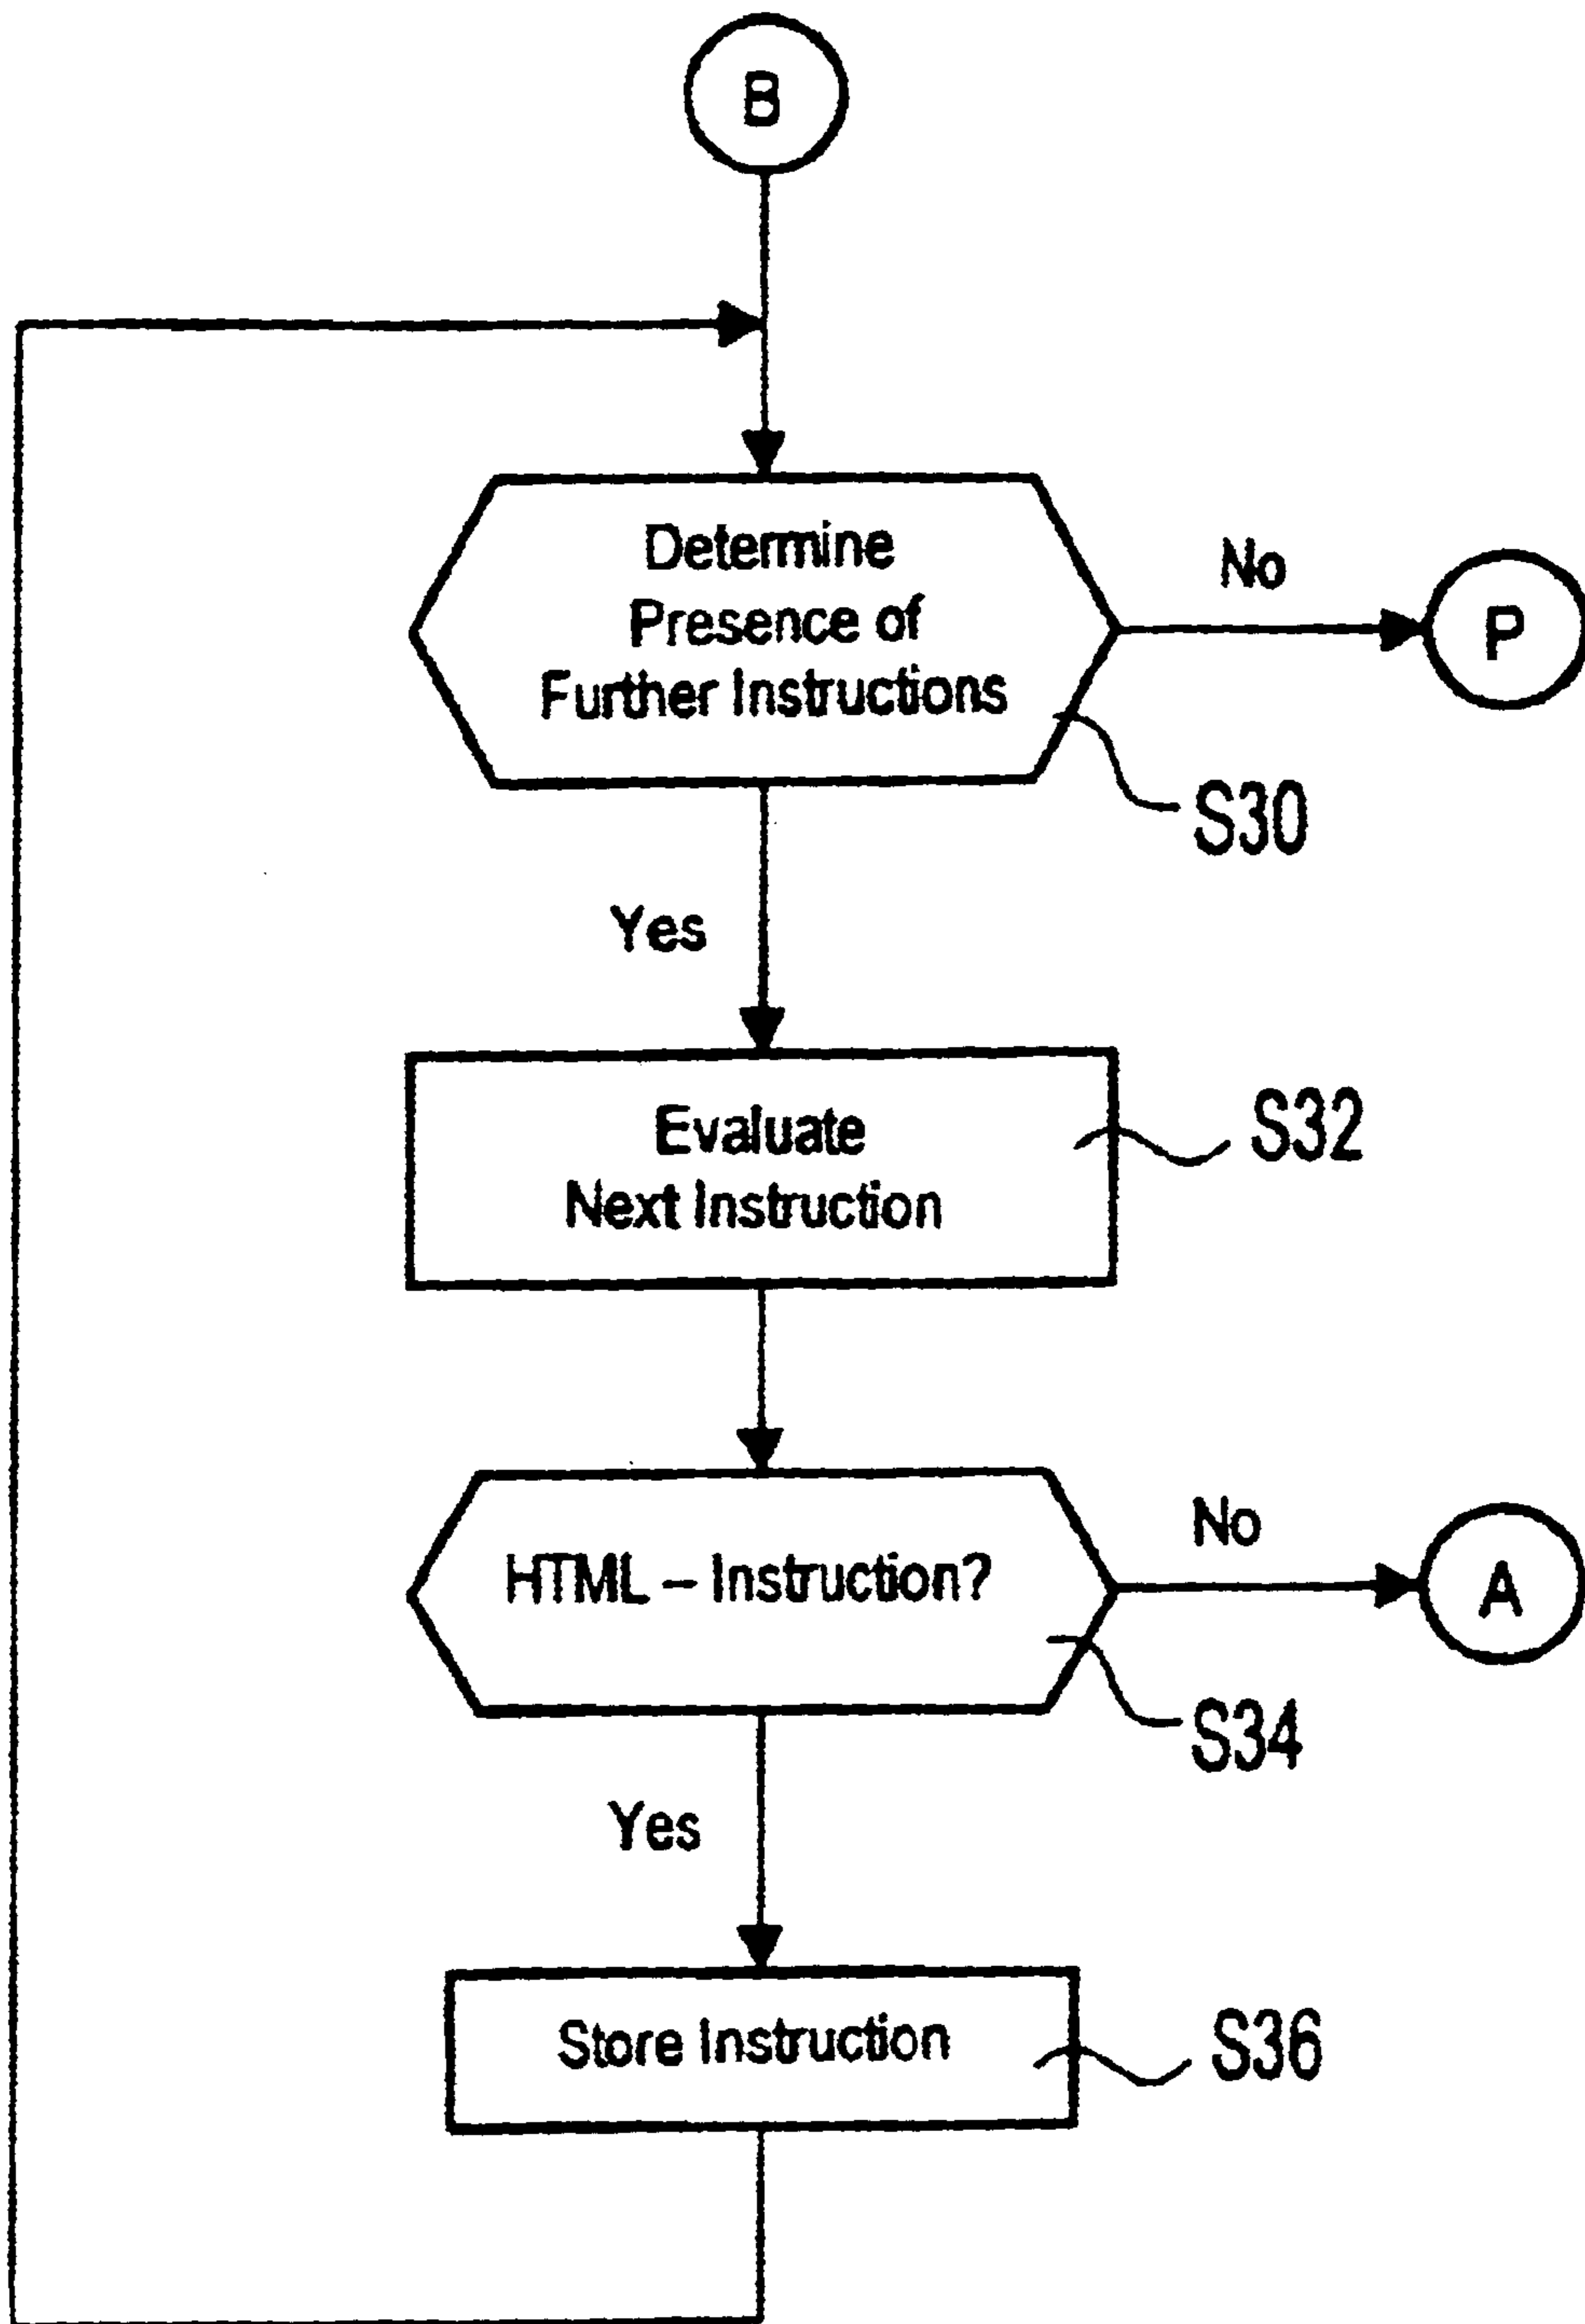 B
Determine
Presence of
Further Instructions
No
P
S30
Yes
Evaluate
Next Instruction
S32
HTML – Instruction?
No
A
S34
Yes
Store Instruction
S36